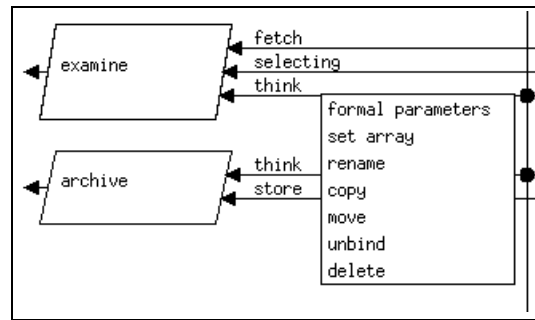 fetch
examine
selecting
think
formal parameters
set array
think
rename
archive
store
copy
move
unbind
delete